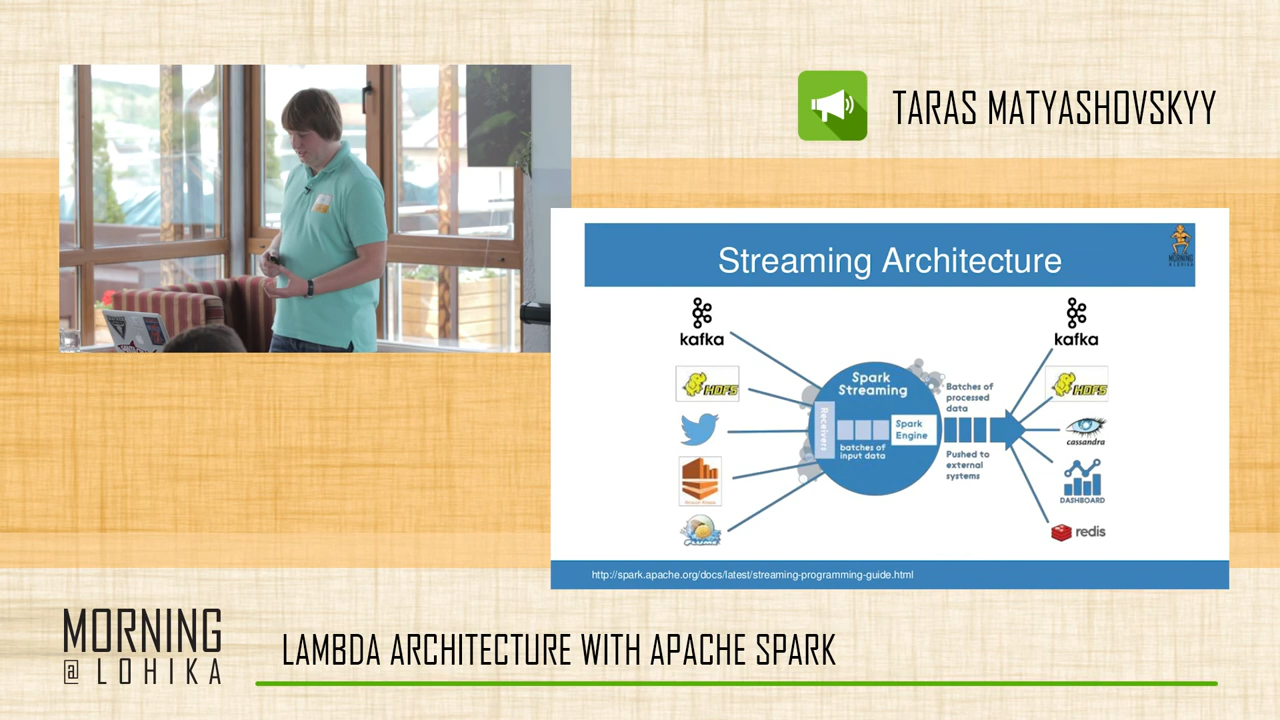 TARAS MATYASHOVSKYY
Streaming Architecture
MORNING
@ LOHIKA
kafka
HDFS
Spark
Streaming
Receivers
batches of
input data
Spark
Engine
Batches of
processed
data
Pushed to
external
systems
kafka
HDFS
cassandra
DASHBOARD
redis
http://spark.apache.org/docs/latest/streaming-programming-guide.html
MORNING
@ LOHIKA
LAMBDA ARCHITECTURE WITH APACHE SPARK